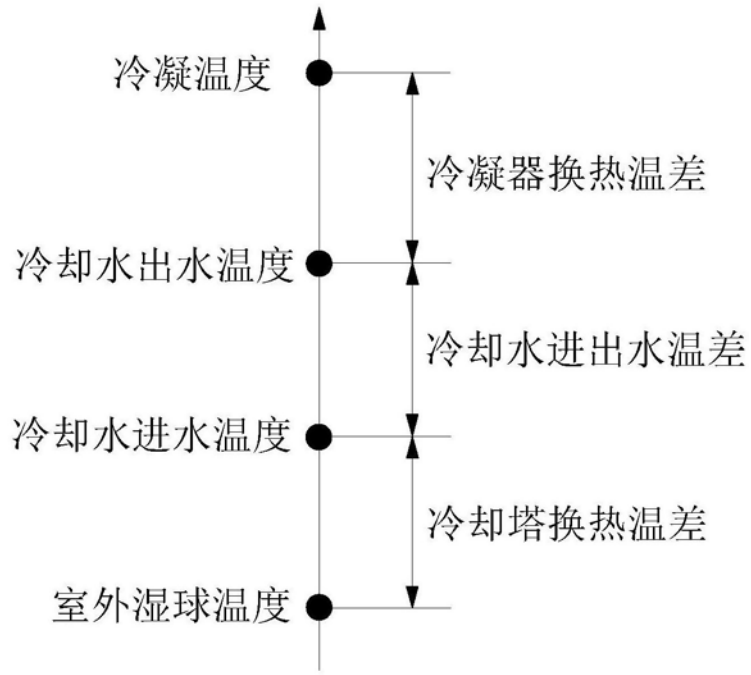 冷凝温度
冷凝器换热温差
冷却水出水温度
冷却水进出水温差
冷却水进水温度
冷却塔换热温差
室外湿球温度